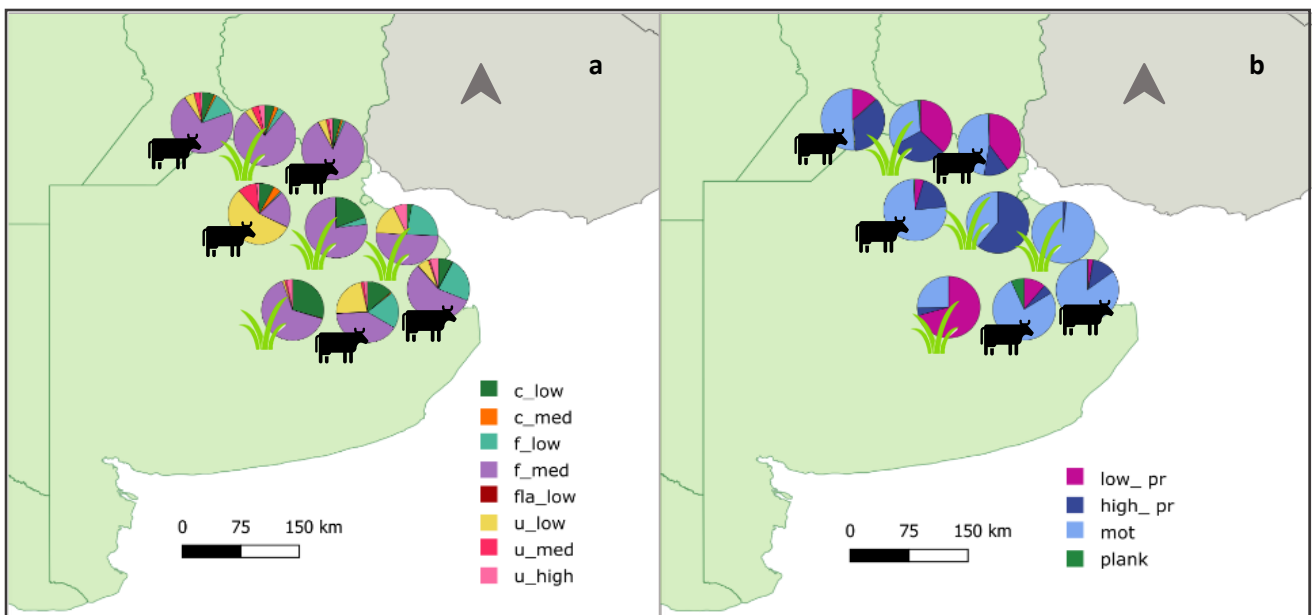 a
c_low
c_med
f_low
f_med
fla_low
u_low
u_med
u_high
0 75 150 km
b
low_ pr
high_ pr
mot
plank
0 75 150 km